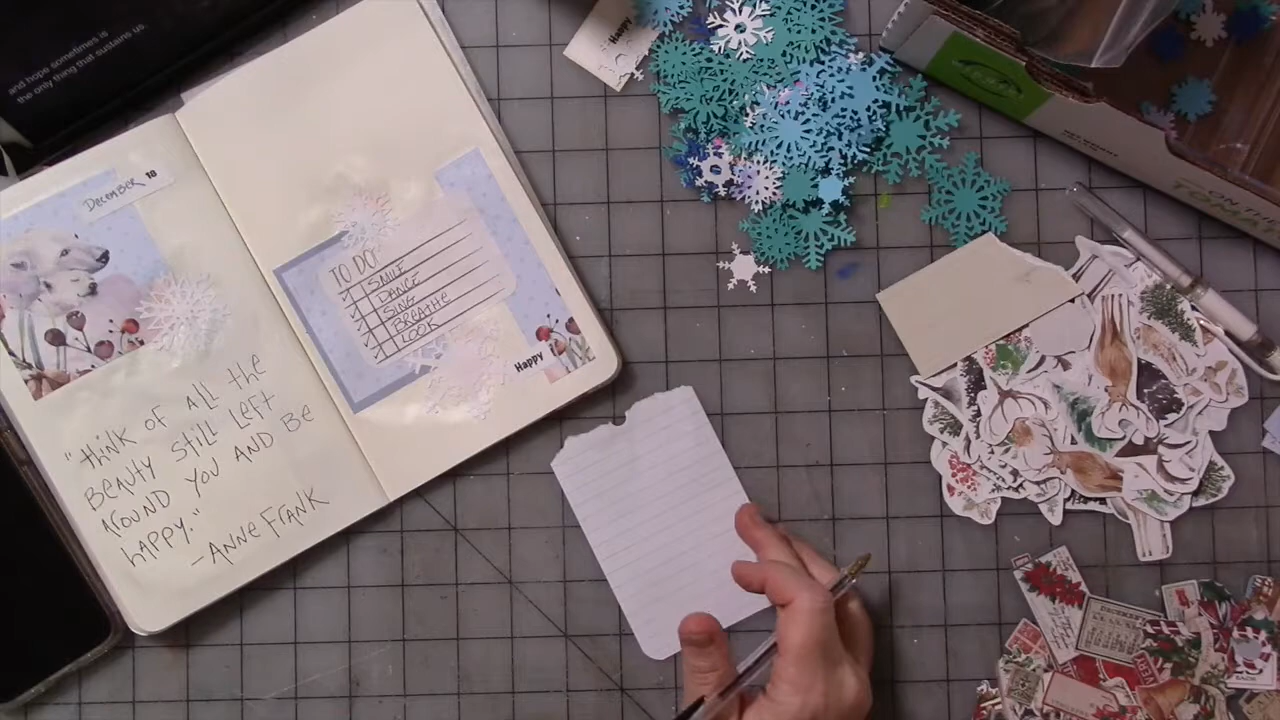 and hope sometimes is
the only thing that sustains us
Happy
December 18
TO DO:
SMILE
DANCE
SING
BREATHE
LOOK
Happy
"think of all the
BEAUTY still left
around you and be
happy."
-Anne Frank